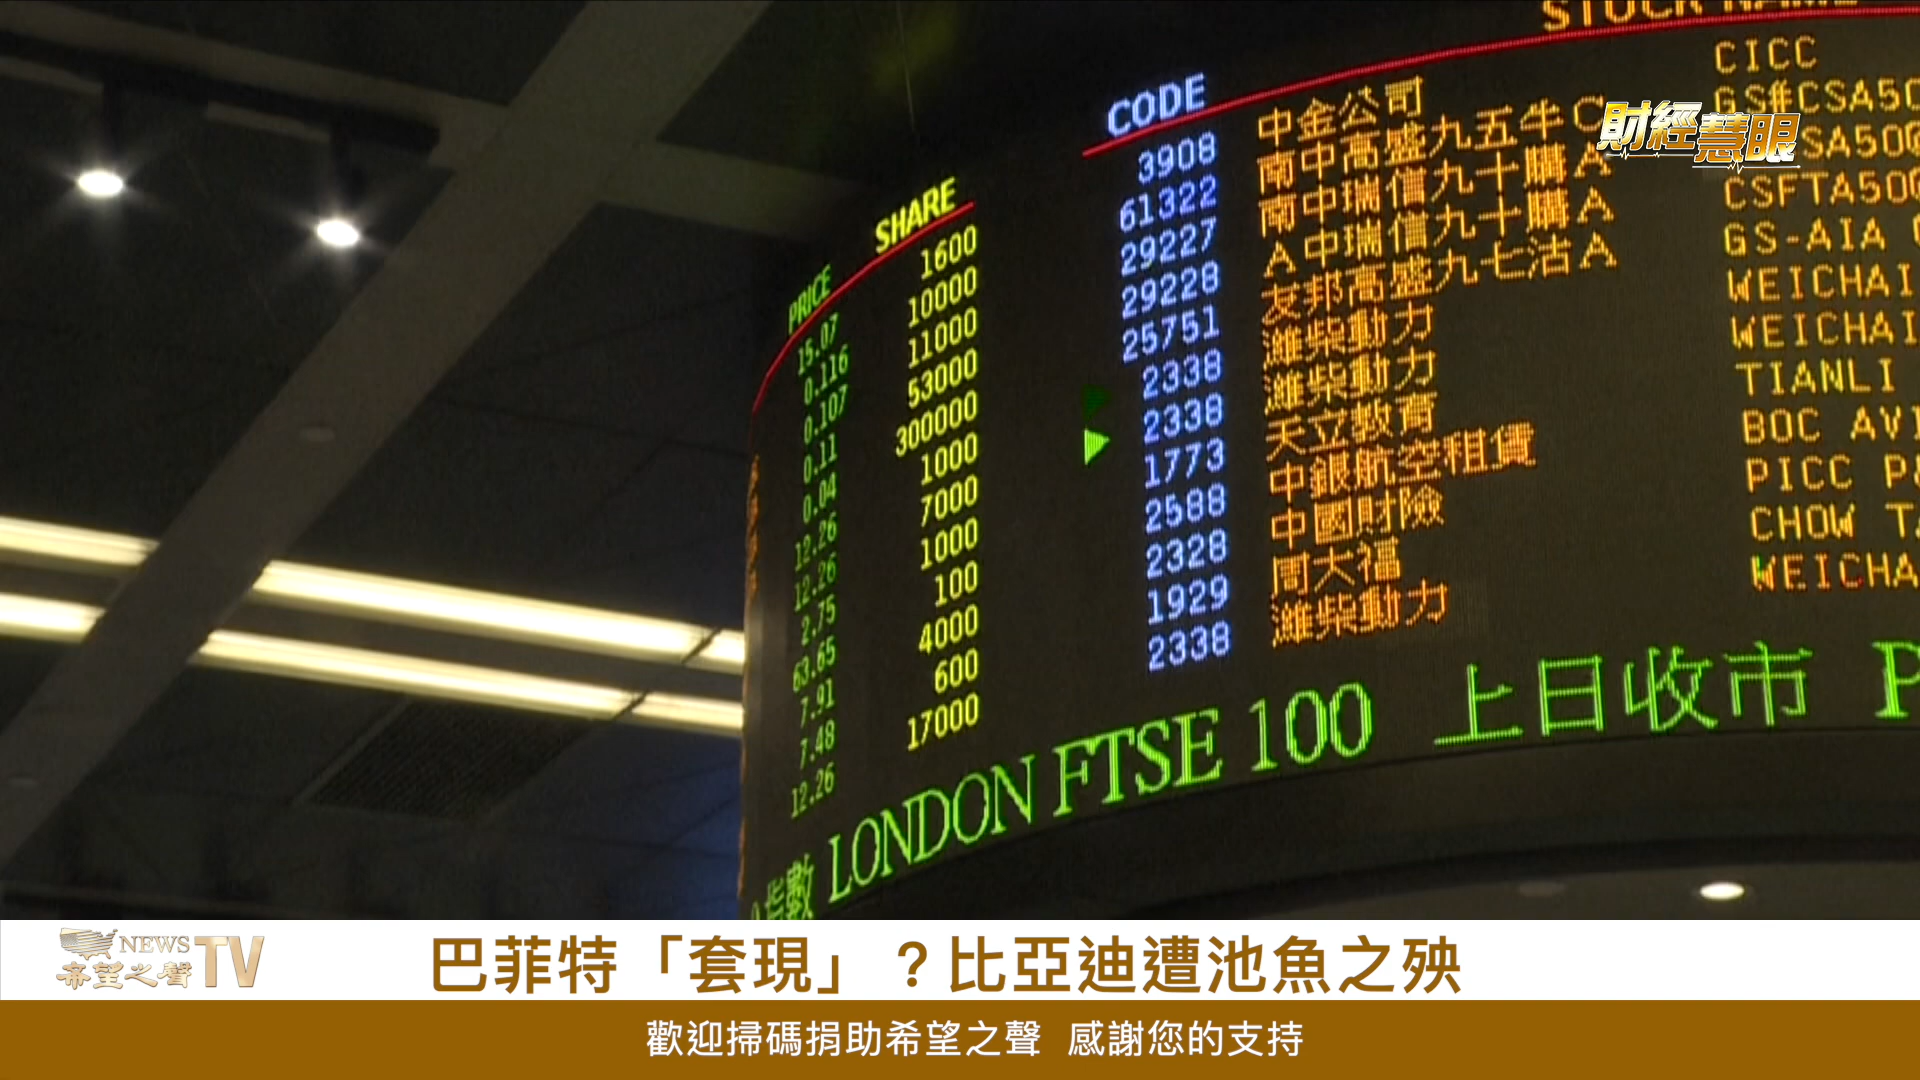 STOCK NAME
CODE
3908 中金公司 CICC
61322 南中高盛九五牛C GS#CSA50
29227 南中瑞信九十購A SA50@
29228 A中瑞信九十購A CSFTA50@
25751 友邦高盛九七沽A GS-AIA
2338 濰柴動力 WEICHAI
2338 濰柴動力 WEICHAI
1773 天立教育 TIANLI
2588 中銀航空租賃 BOC AVI
2328 中國財險 PICC P&
1929 周大福 CHOW TA
2338 濰柴動力 WEICHA
PRICE SHARE
15.07 1600
0.116 10000
0.107 11000
0.11 53000
0.04 300000
12.26 1000
12.26 7000
2.75 1000
63.65 100
7.91 4000
7.48 600
12.26 17000
指數 LONDON FTSE 100 上日收市 P
財經慧眼
NEWS
希望之聲TV
巴菲特「套現」？比亞迪遭池魚之殃
歡迎掃碼捐助希望之聲 感謝您的支持